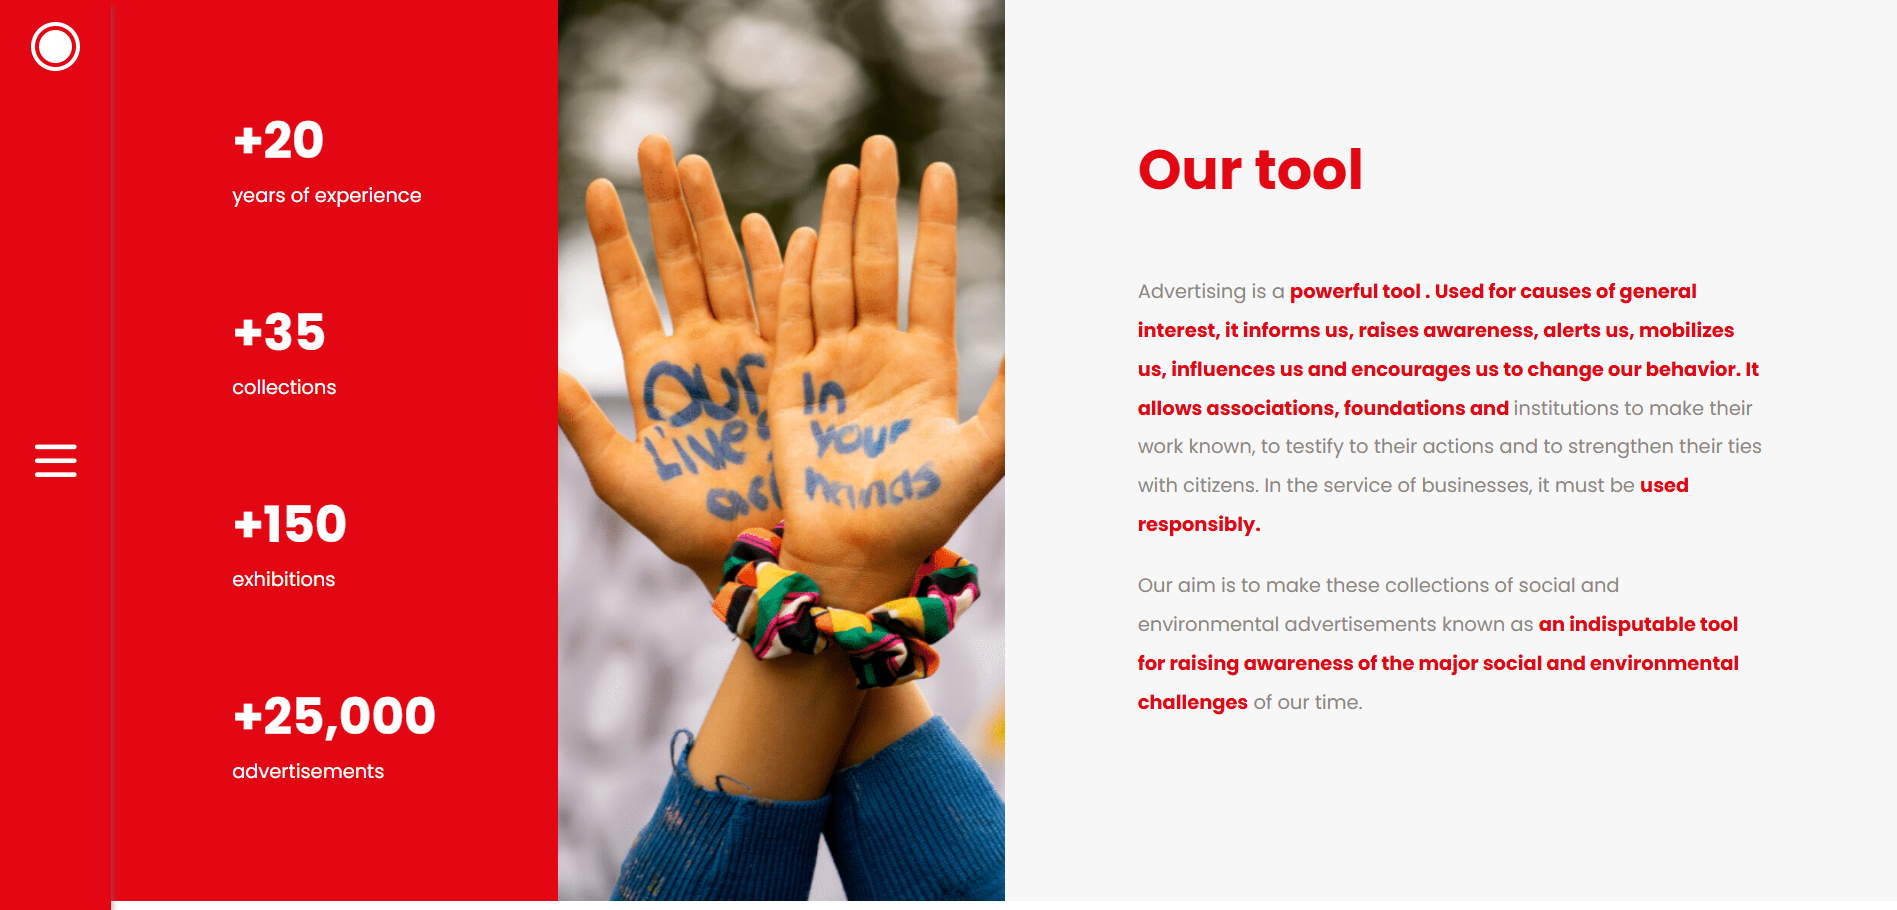 +20
years of experience
+35
collections
+150
exhibitions
+25,000
advertisements
Our
Lives
are
In
your
hands
Our tool
Advertising is a powerful tool . Used for causes of general
interest, it informs us, raises awareness, alerts us, mobilizes
us, influences us and encourages us to change our behavior. It
allows associations, foundations and institutions to make their
work known, to testify to their actions and to strengthen their ties
with citizens. In the service of businesses, it must be used
responsibly.
Our aim is to make these collections of social and
environmental advertisements known as an indisputable tool
for raising awareness of the major social and environmental
challenges of our time.